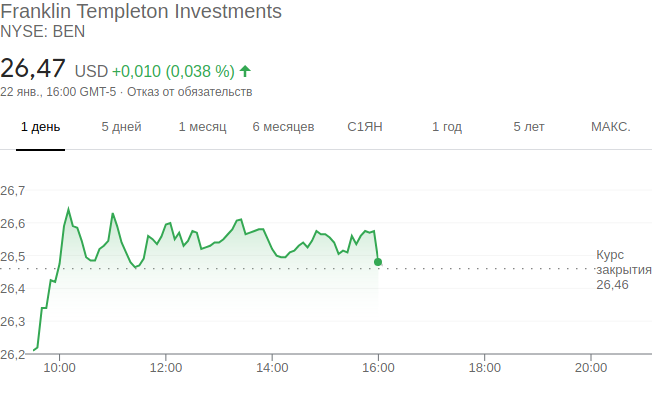 Franklin Templeton Investments
NYSE: BEN
26,47 USD +0,010 (0,038 %)
22 янв., 16:00 GMT-5 · Отказ от обязательств
1 день 5 дней 1 месяц 6 месяцев С1ЯН 1 год 5 лет МАКС.
26,7
26,6
26,5
26,4
26,3
26,2
Курс
закрытия
26,46
10:00 12:00 14:00 16:00 18:00 20:00